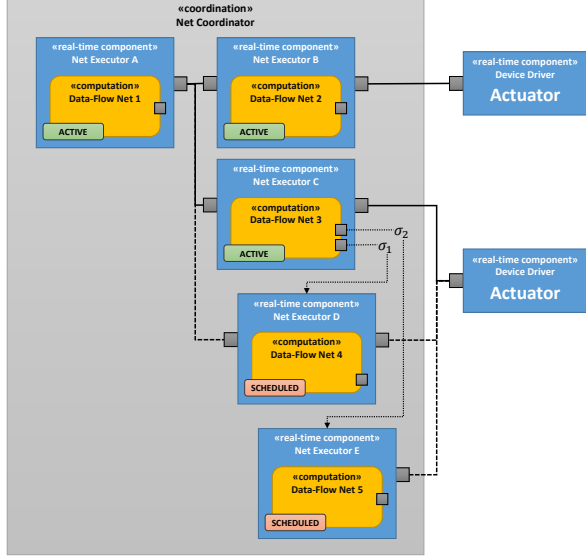 «coordination»
Net Coordinator
«real-time component»
Net Executor A
«computation»
Data-Flow Net 1
ACTIVE
«real-time component»
Net Executor B
«computation»
Data-Flow Net 2
ACTIVE
«real-time component»
Device Driver
Actuator
«real-time component»
Net Executor C
«computation»
Data-Flow Net 3
ACTIVE
σ₂
σ₁
«real-time component»
Device Driver
Actuator
«real-time component»
Net Executor D
«computation»
Data-Flow Net 4
SCHEDULED
«real-time component»
Net Executor E
«computation»
Data-Flow Net 5
SCHEDULED